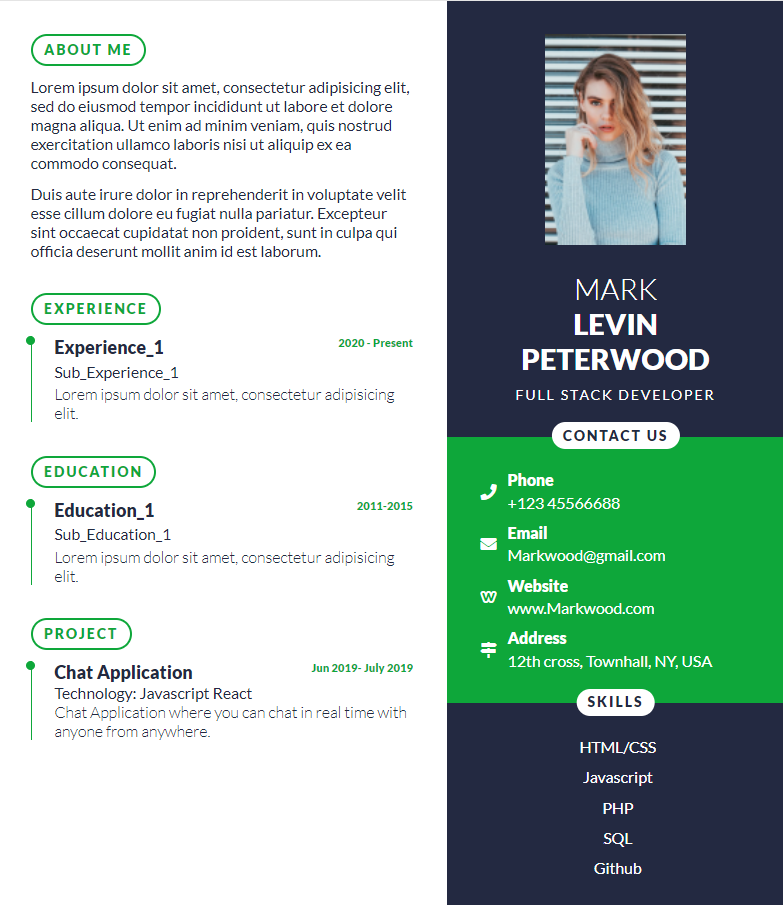 ABOUT ME
Lorem ipsum dolor sit amet, consectetur adipisicing elit,
sed do eiusmod tempor incididunt ut labore et dolore
magna aliqua. Ut enim ad minim veniam, quis nostrud
exercitation ullamco laboris nisi ut aliquip ex ea
commodo consequat.
Duis aute irure dolor in reprehenderit in voluptate velit
esse cillum dolore eu fugiat nulla pariatur. Excepteur
sint occaecat cupidatat non proident, sunt in culpa qui
officia deserunt mollit anim id est laborum.
EXPERIENCE
Experience_1
2020 - Present
Sub_Experience_1
Lorem ipsum dolor sit amet, consectetur adipisicing
elit.
EDUCATION
Education_1
2011-2015
Sub_Education_1
Lorem ipsum dolor sit amet, consectetur adipisicing
elit.
PROJECT
Chat Application
Jun 2019- July 2019
Technology: Javascript React
Chat Application where you can chat in real time with
anyone from anywhere.
MARK
LEVIN
PETERWOOD
FULL STACK DEVELOPER
CONTACT US
Phone
+123 45566688
Email
Markwood@gmail.com
Website
www.Markwood.com
Address
12th cross, Townhall, NY, USA
SKILLS
HTML/CSS
Javascript
PHP
SQL
Github